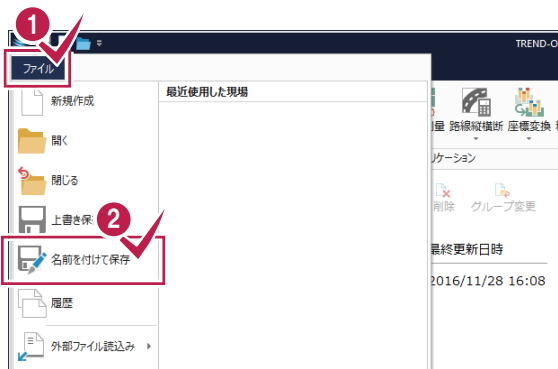 1
TREND-O
ファイル
新規作成
最近使用した現場
開く
閉じる
上書き保
2
名前を付けて保存
履歴
外部ファイル読込み
量 路線縦横断 座標変換
リケーション
削除 グループ変更
最終更新日時
2016/11/28 16:08